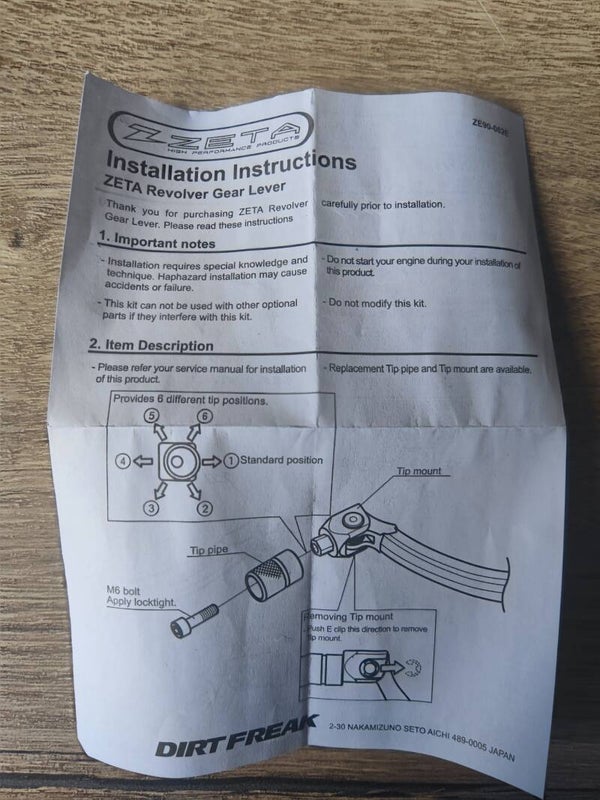 ZETA
HIGH PERFORMANCE PRODUCTS
Installation Instructions
ZETA Revolver Gear Lever
Thank you for purchasing ZETA Revolver
Gear Lever. Please read these instructions
carefully prior to installation.
1. Important notes
- Installation requires special knowledge and
technique. Haphazard installation may cause
accidents or failure.
- This kit can not be used with other optional
parts if they interfere with this kit.
- Do not start your engine during your installation of
this product.
- Do not modify this kit.
2. Item Description
- Please refer your service manual for installation
of this product.
- Replacement Tip pipe and Tip mount are available.
Provides 6 different tip positions.
⑤ ⑥
④ ① Standard position
③ ②
Tip mount
Tip pipe
M6 bolt
Apply locktight.
Removing Tip mount
Push E clip this direction to remove
tip mount.
DIRT FREAK
2-30 NAKAMIZUNO SETO AICHI 489-0005 JAPAN